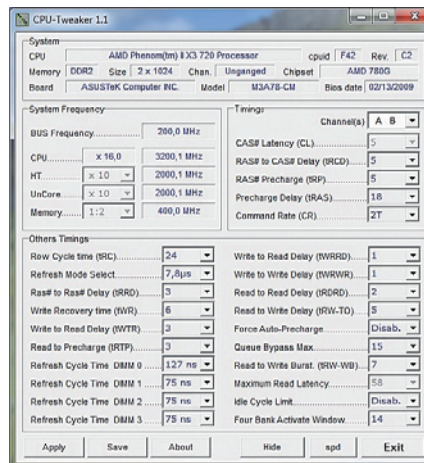 CPU-Tweaker 1.1
System
CPU AMD Phenom(tm) II X3 720 Processor cpuid F42 Rev. C2
Memory DDR2 Size 2 x 1024 Chan. Unganged Chipset AMD 780G
Board ASUSTeK Computer INC. Model M3A78-CM Bios date 02/13/2009
System Frequency
BUS Frequency 200,0 MHz
CPU x 16,0 3200,1 MHz
HT x 10 2000,1 MHz
UnCore x 10 2000,1 MHz
Memory 1:2 400,0 MHz
Timings
Channel(s) A B
CAS# Latency (CL) 5
RAS# to CAS# Delay (tRCD) 5
RAS# Precharge (tRP) 5
Precharge Delay (tRAS) 18
Command Rate (CR) 2T
Others Timings
Row Cycle time (tRC) 24
Refresh Mode Select 7,8µs
Ras# to Ras# Delay (tRRD) 3
Write Recovery time (tWR) 6
Write to Read Delay (tWTR) 3
Read to Precharge (tRTP) 3
Refresh Cycle Time DIMM 0 127 ns
Refresh Cycle Time DIMM 1 75 ns
Refresh Cycle Time DIMM 2 75 ns
Refresh Cycle Time DIMM 3 75 ns
Write to Read Delay (tWRRD) 1
Write to Write Delay (tWRWR) 1
Read to Read Delay (tRDRD) 2
Read to Write Delay (tRW-TO) 5
Force Auto-Precharge Disab.
Queue Bypass Max 15
Read to Write Burst. (tRW-WB) 7
Maximum Read Latency 58
Idle Cycle Limit Disab.
Four Bank Activate Window 14
Apply Save About Hide spd Exit